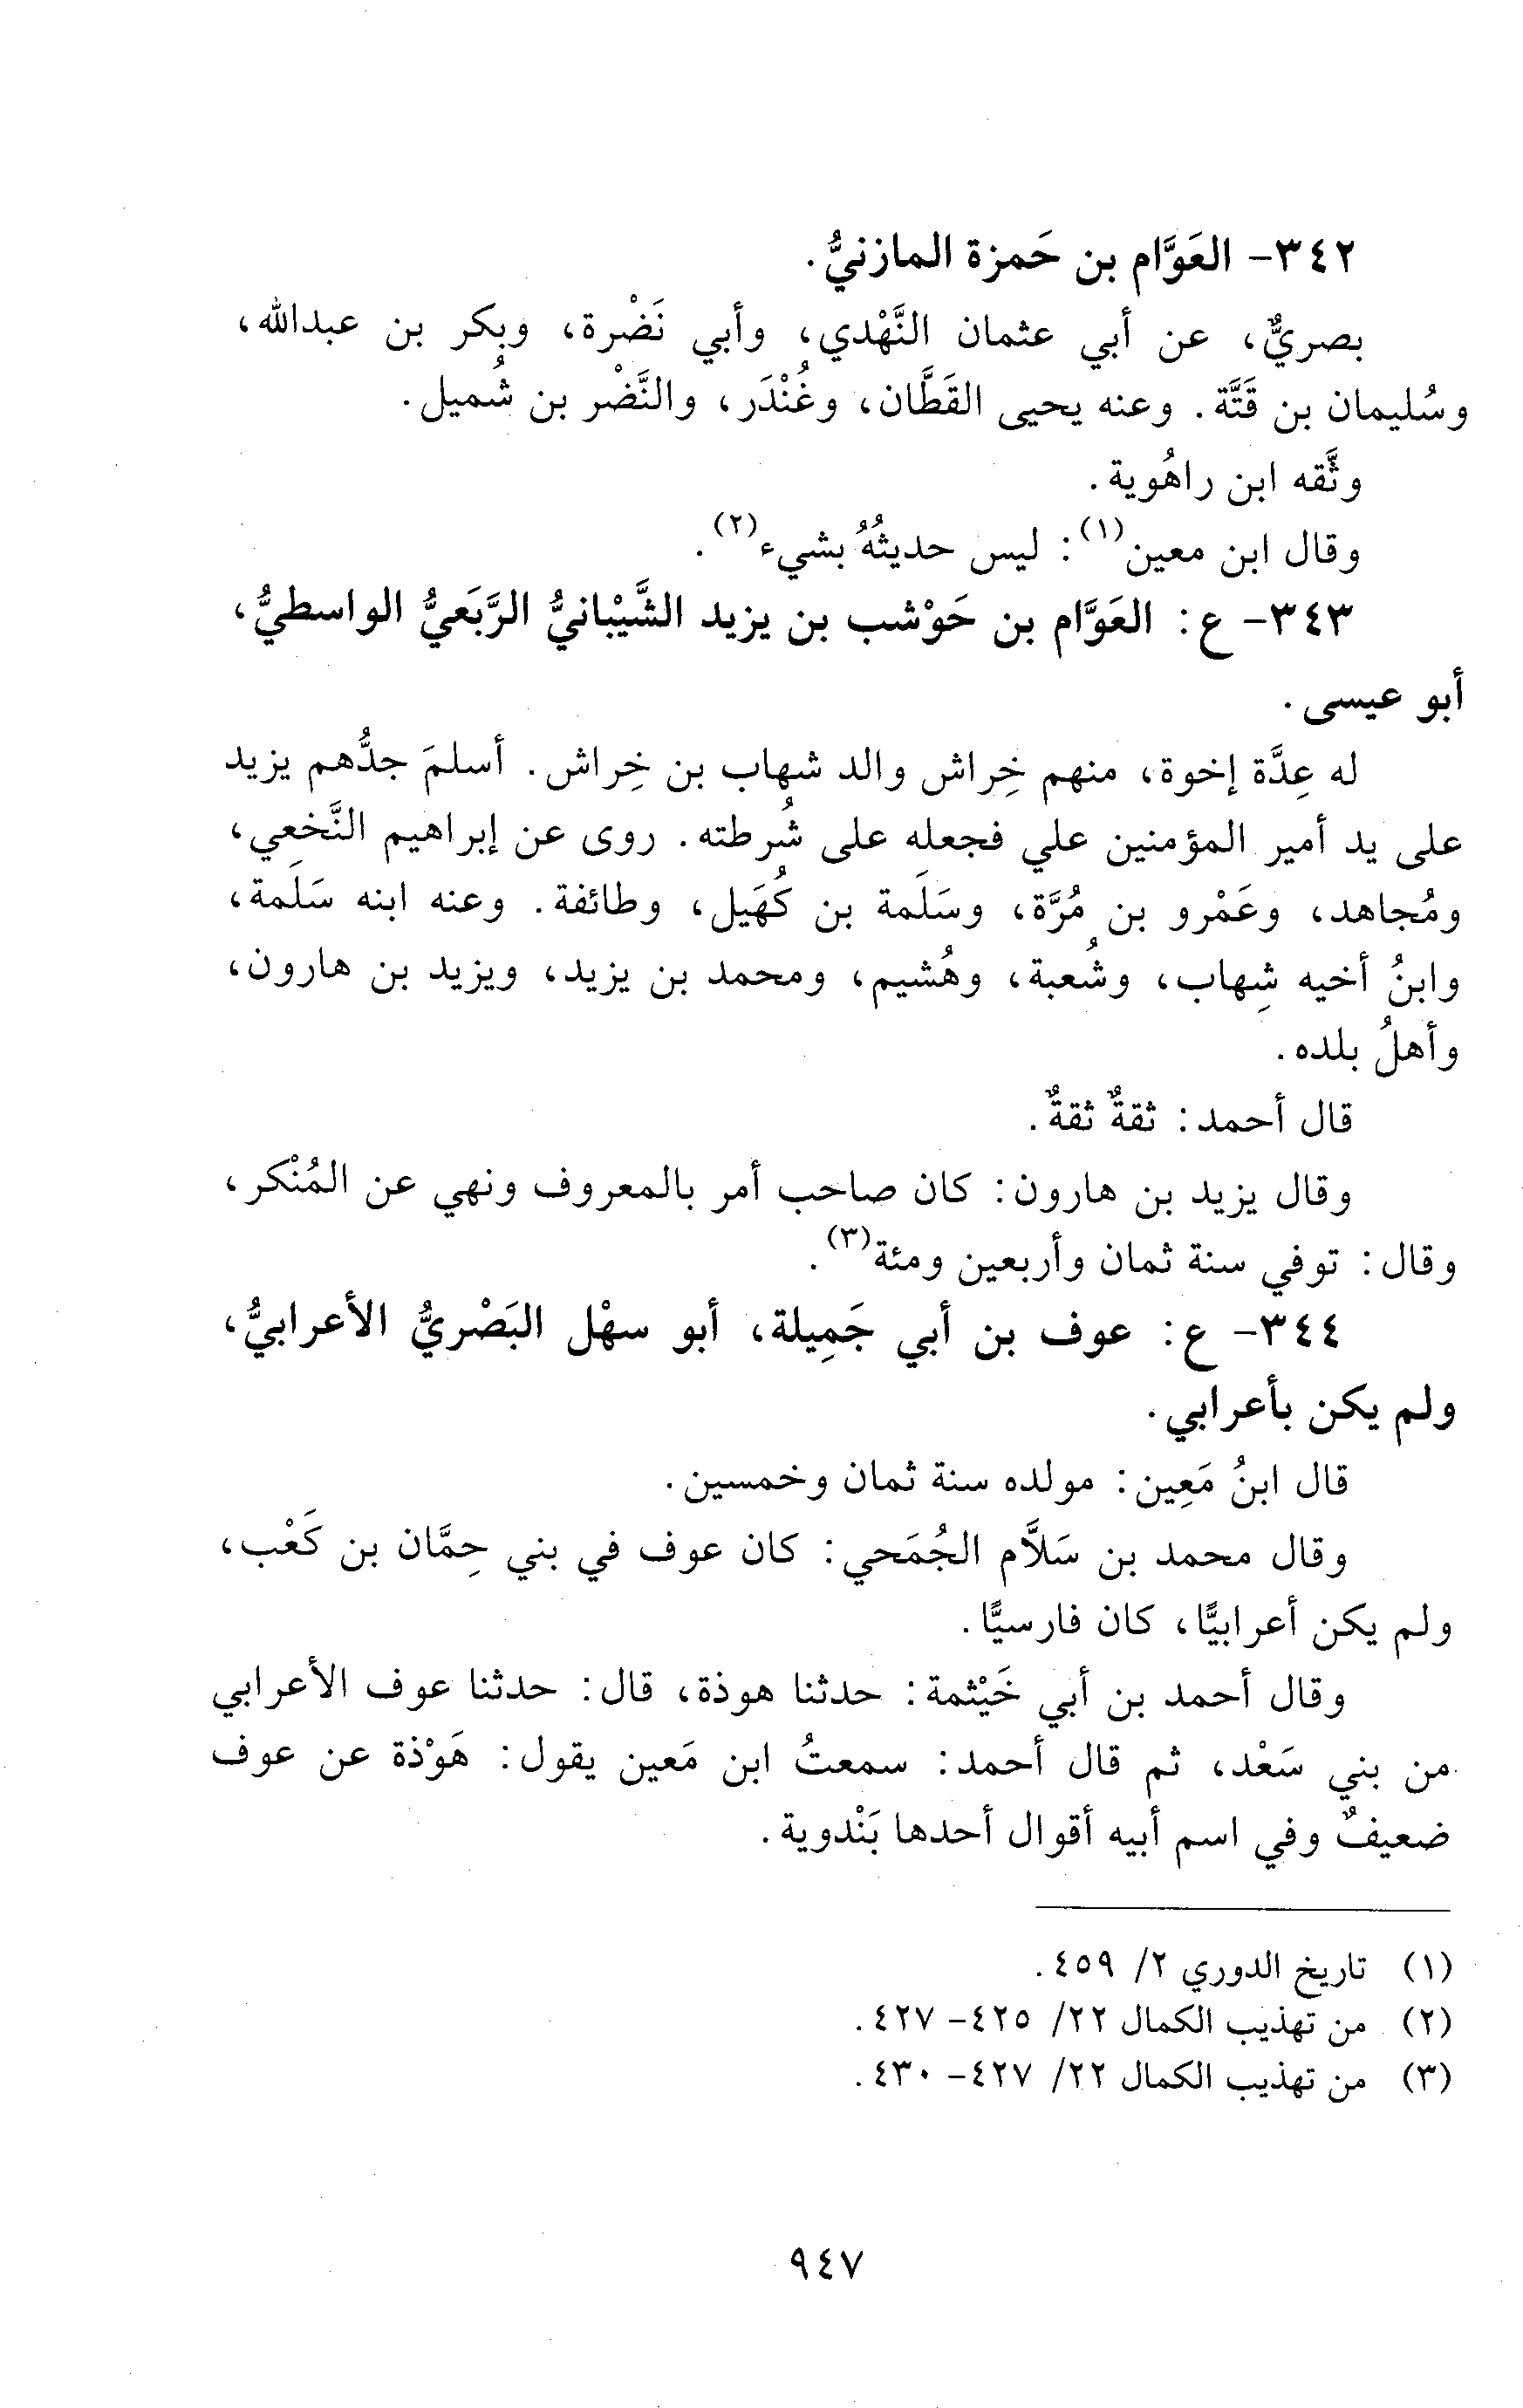 ٣٤٢- العَوَّام بن حَمزة المازنيُّ.
بصريٌّ، عن أبي عثمان النَّهْدي، وأبي نَضْرة، وبكر بن عبدالله،
وسُليمان بن قَتَّة. وعنه يحيى القَطَّان، وغُنْدَر، والنَّضْر بن شُميل.
وثَّقه ابن راهُوية.
وقال ابن معين(١): ليس حديثُهُ بشيء(٢).
٣٤٣- ع: العَوَّام بن حَوْشب بن يزيد الشَّيْبانيُّ الرَّبَعيُّ الواسطيُّ،
أبو عيسى.
له عِدَّة إخوة، منهم خِراش والد شهاب بن خِراش. أسلمَ جدُّهم يزيد
على يد أمير المؤمنين علي فجعله على شُرطته. روى عن إبراهيم النَّخَعي،
ومُجاهد، وعَمْرو بن مُرَّة، وسَلَمة بن كُهَيل، وطائفة. وعنه ابنه سَلَمة،
وابنُ أخيه شِهاب، وشُعبة، وهُشيم، ومحمد بن يزيد، ويزيد بن هارون،
وأهلُ بلده.
قال أحمد: ثقةٌ ثقةٌ.
وقال يزيد بن هارون: كان صاحب أمر بالمعروف ونهي عن المُنْكر،
وقال: توفي سنة ثمان وأربعين ومئة(٣).
٣٤٤- ع: عوف بن أبي جَمِيلة، أبو سهْل البَصْريُّ الأعرابيُّ،
ولم يكن بأعرابي.
قال ابنُ مَعِين: مولده سنة ثمان وخمسين.
وقال محمد بن سَلاَّم الجُمَحي: كان عوف في بني حِمَّان بن كَعْب،
ولم يكن أعرابيًّا، كان فارسيًّا.
وقال أحمد بن أبي خَيْثمة: حدثنا هوذة، قال: حدثنا عوف الأعرابي
من بني سَعْد، ثم قال أحمد: سمعتُ ابن مَعين يقول: هَوْذة عن عوف
ضعيفٌ وفي اسم أبيه أقوال أحدها بَنْدوية.
(١) تاريخ الدوري ٢/ ٤٥٩.
(٢) من تهذيب الكمال ٢٢/ ٤٢٥- ٤٢٧.
(٣) من تهذيب الكمال ٢٢/ ٤٢٧- ٤٣٠.
٩٤٧